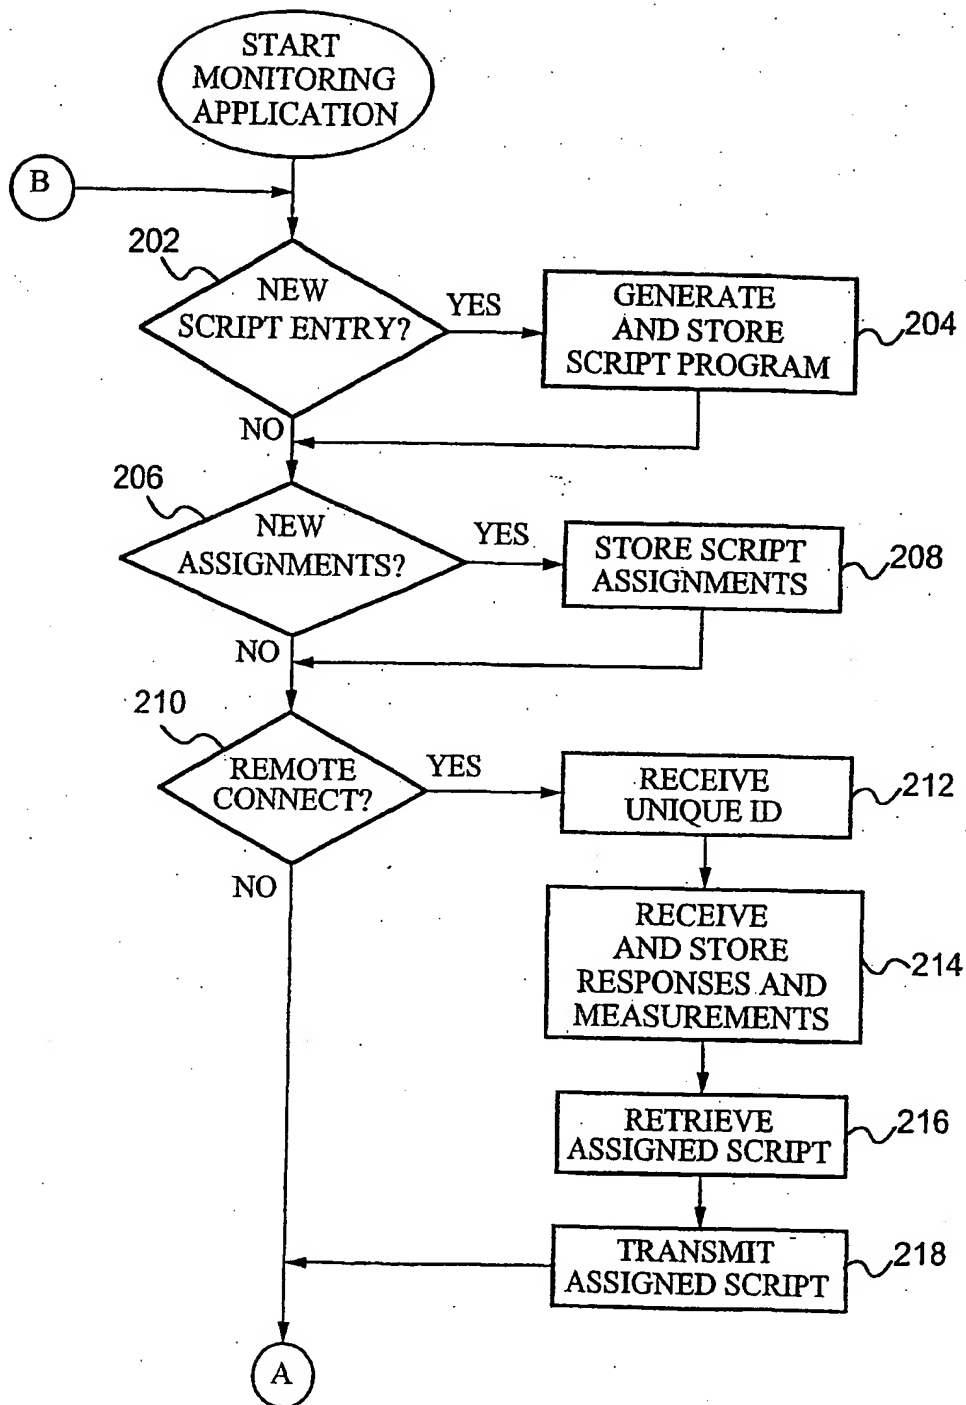 START
MONITORING
APPLICATION
B
202
NEW
SCRIPT ENTRY?
YES
GENERATE
AND STORE
SCRIPT PROGRAM
204
NO
206
NEW
ASSIGNMENTS?
YES
STORE SCRIPT
ASSIGNMENTS
208
NO
210
REMOTE
CONNECT?
YES
RECEIVE
UNIQUE ID
212
NO
RECEIVE
AND STORE
RESPONSES AND
MEASUREMENTS
214
RETRIEVE
ASSIGNED SCRIPT
216
TRANSMIT
ASSIGNED SCRIPT
218
A